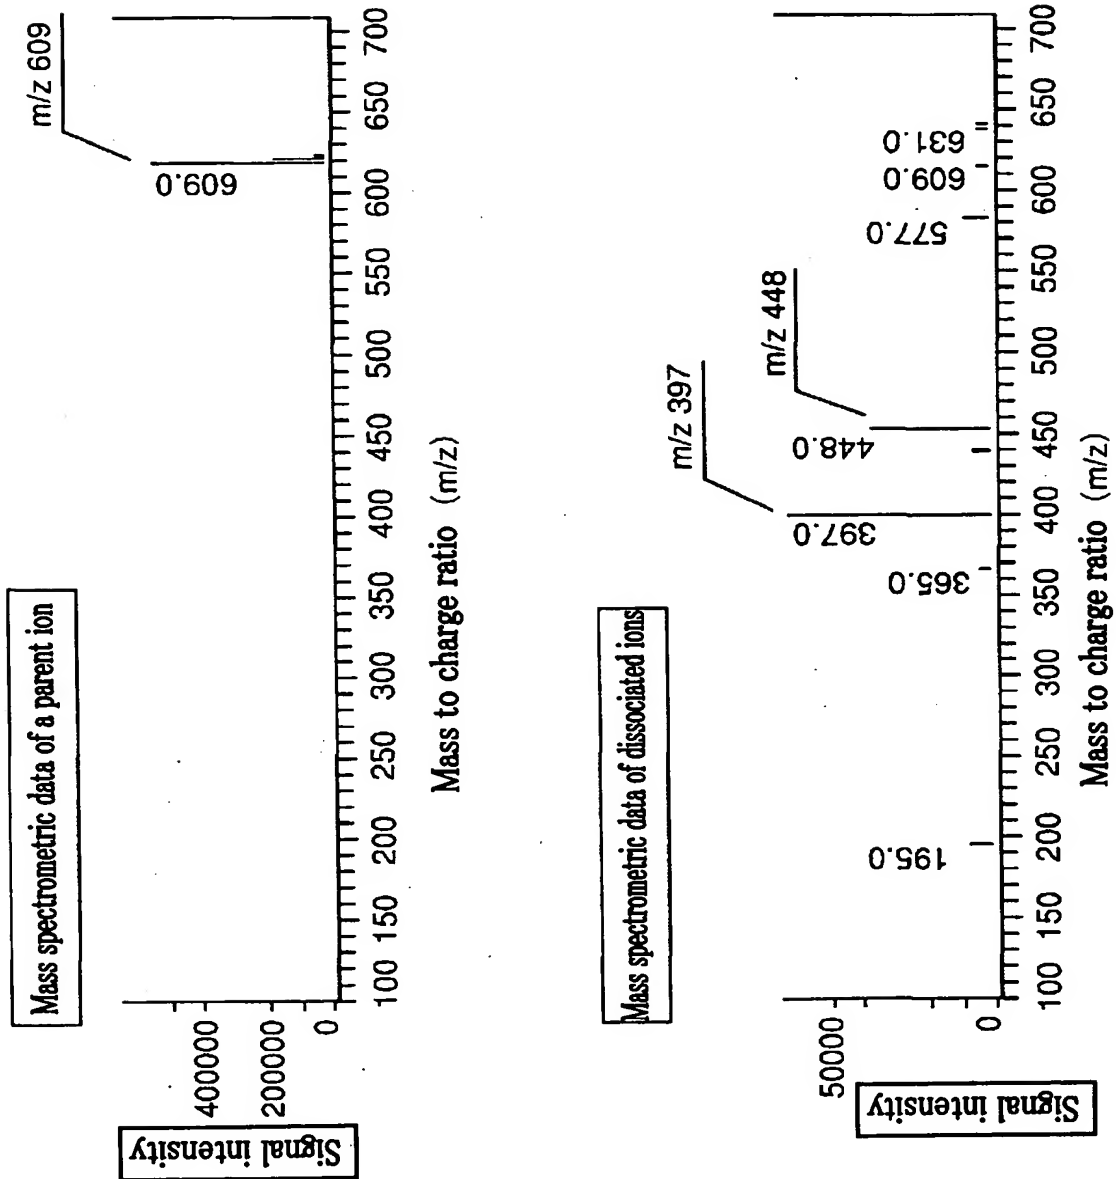 Mass spectrometric data of a parent ion
Signal intensity
400000
200000
0
m/z 609
609.0
100 150 200 250 300 350 400 450 500 550 600 650 700
Mass to charge ratio (m/z)
Mass spectrometric data of dissociated ions
Signal intensity
50000
0
m/z 397
m/z 448
195.0
365.0
397.0
448.0
577.0
609.0
631.0
100 150 200 250 300 350 400 450 500 550 600 650 700
Mass to charge ratio (m/z)